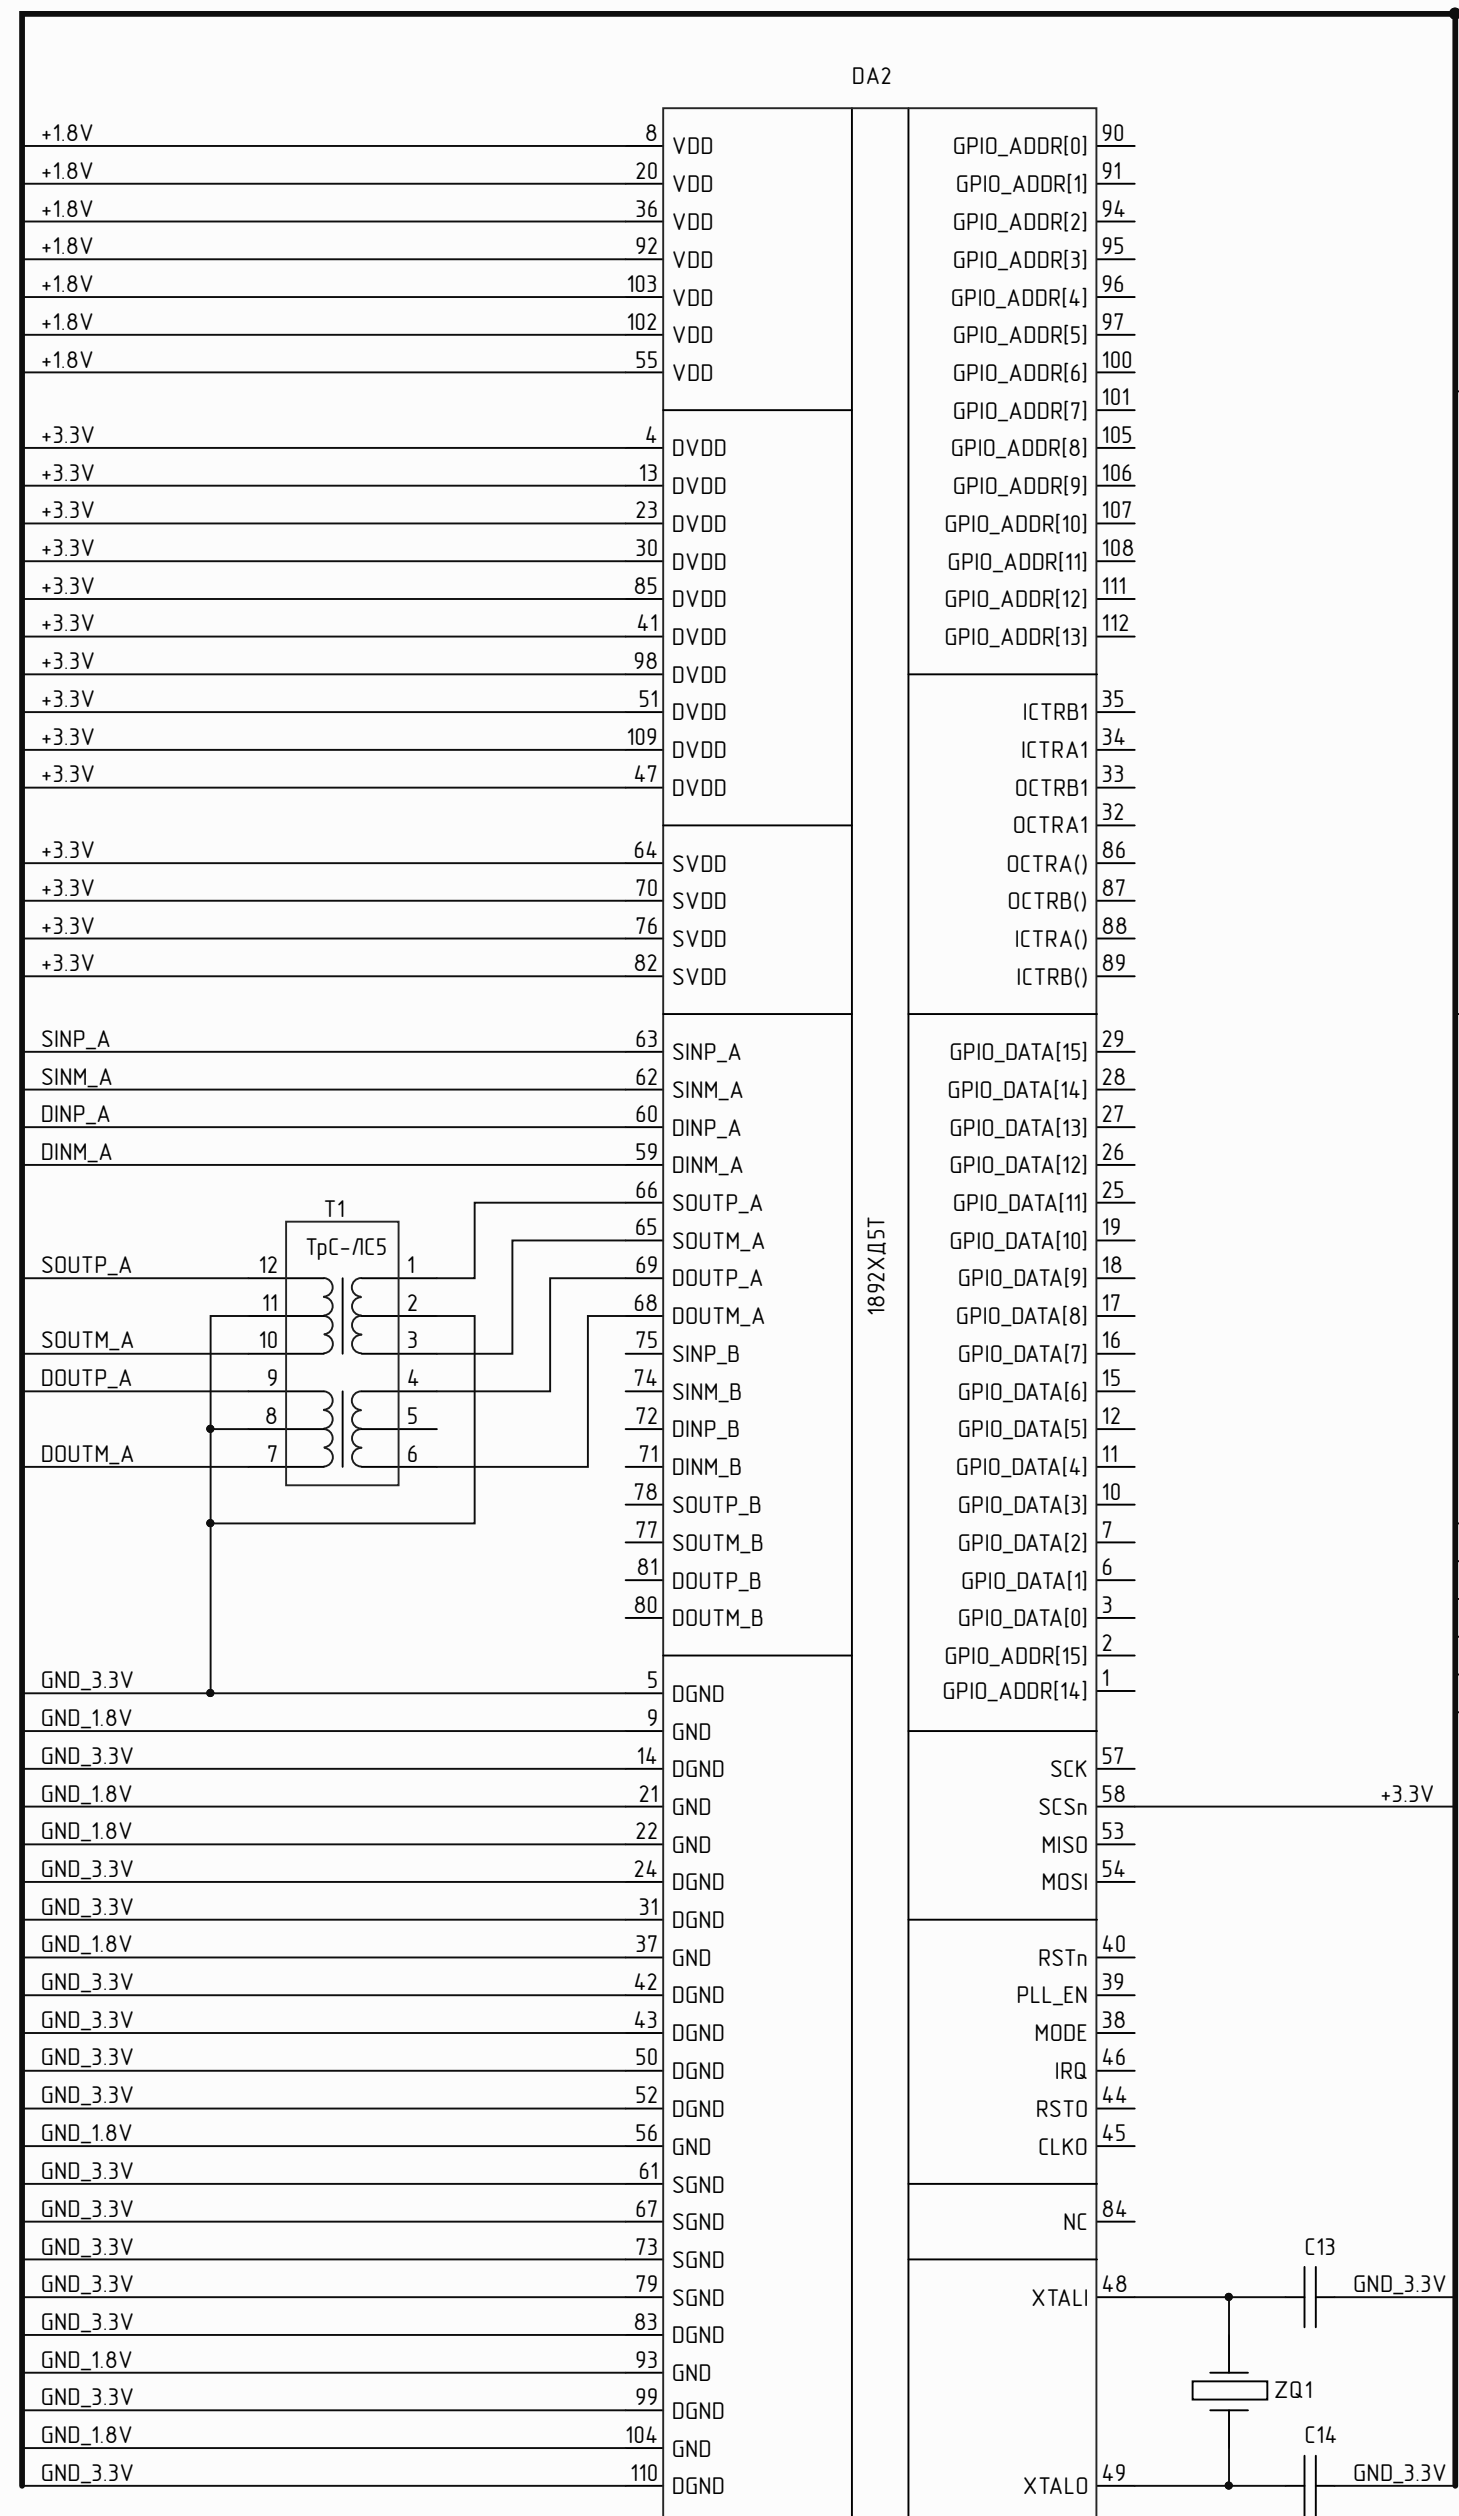 DA2
+1.8V 8 VDD GPIO_ADDR[0] 90
+1.8V 20 VDD GPIO_ADDR[1] 91
+1.8V 36 VDD GPIO_ADDR[2] 94
+1.8V 92 VDD GPIO_ADDR[3] 95
+1.8V 103 VDD GPIO_ADDR[4] 96
+1.8V 102 VDD GPIO_ADDR[5] 97
+1.8V 55 VDD GPIO_ADDR[6] 100
GPIO_ADDR[7] 101
+3.3V 4 DVDD GPIO_ADDR[8] 105
+3.3V 13 DVDD GPIO_ADDR[9] 106
+3.3V 23 DVDD GPIO_ADDR[10] 107
+3.3V 30 DVDD GPIO_ADDR[11] 108
+3.3V 85 DVDD GPIO_ADDR[12] 111
+3.3V 41 DVDD GPIO_ADDR[13] 112
+3.3V 98 DVDD
+3.3V 51 DVDD ICTRB1 35
+3.3V 109 DVDD ICTRA1 34
+3.3V 47 DVDD OCTRB1 33
OCTRA1 32
+3.3V 64 SVDD OCTRA() 86
+3.3V 70 SVDD OCTRB() 87
+3.3V 76 SVDD ICTRA() 88
+3.3V 82 SVDD ICTRB() 89
SINP_A 63 SINP_A GPIO_DATA[15] 29
SINM_A 62 SINM_A GPIO_DATA[14] 28
DINP_A 60 DINP_A GPIO_DATA[13] 27
DINM_A 59 DINM_A GPIO_DATA[12] 26
T1 66 SOUTP_A GPIO_DATA[11] 25
ТрС-ЛС5 65 SOUTM_A GPIO_DATA[10] 19
SOUTP_A 12 1 69 DOUTP_A GPIO_DATA[9] 18
11 2 68 DOUTM_A GPIO_DATA[8] 17
SOUTM_A 10 3 75 SINP_B GPIO_DATA[7] 16
DOUTP_A 9 4 74 SINM_B GPIO_DATA[6] 15
8 5 72 DINP_B GPIO_DATA[5] 12
DOUTM_A 7 6 71 DINM_B GPIO_DATA[4] 11
78 SOUTP_B GPIO_DATA[3] 10
77 SOUTM_B GPIO_DATA[2] 7
81 DOUTP_B GPIO_DATA[1] 6
80 DOUTM_B GPIO_DATA[0] 3
GPIO_ADDR[15] 2
GND_3.3V 5 DGND GPIO_ADDR[14] 1
1892ХД5Т
GND_1.8V 9 GND
GND_3.3V 14 DGND SCK 57
GND_1.8V 21 GND SCSn 58 +3.3V
GND_1.8V 22 GND MISO 53
GND_3.3V 24 DGND MOSI 54
GND_3.3V 31 DGND
GND_1.8V 37 GND RSTn 40
GND_3.3V 42 DGND PLL_EN 39
GND_3.3V 43 DGND MODE 38
GND_3.3V 50 DGND IRQ 46
GND_3.3V 52 DGND RSTO 44
GND_1.8V 56 GND CLKO 45
GND_3.3V 61 SGND
GND_3.3V 67 SGND NC 84
GND_3.3V 73 SGND C13
GND_3.3V 79 SGND XTALI 48 GND_3.3V
GND_3.3V 83 DGND
GND_1.8V 93 GND ZQ1
GND_3.3V 99 DGND
GND_1.8V 104 GND C14
GND_3.3V 110 DGND XTALO 49 GND_3.3V